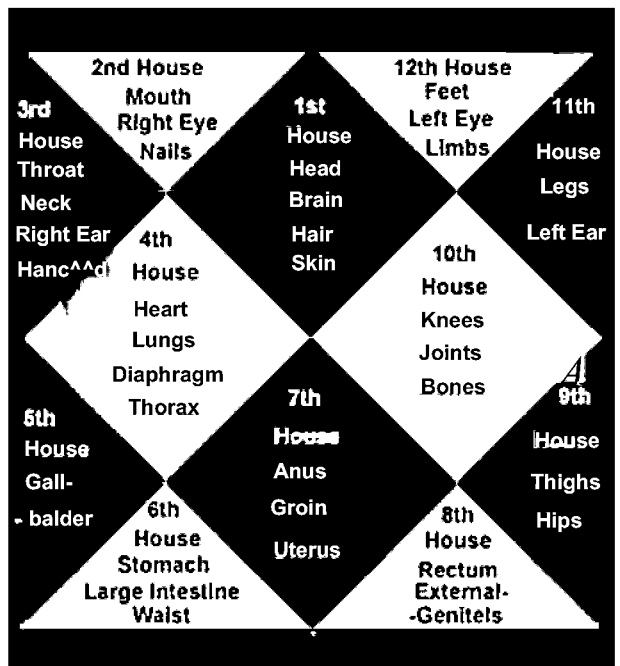 2nd House
Mouth
Right Eye
Nails
12th House
Feet
Left Eye
Limbs
3rd
House
Throat
Neck
Right Ear
Hanc^^d
1st
House
Head
Brain
Hair
Skin
11th
House
Legs
Left Ear
4th
House
Heart
Lungs
Diaphragm
Thorax
10th
House
Knees
Joints
Bones
5th
House
Gall-
- balder
7th
House
Anus
Groin
Uterus
9th
House
Thighs
Hips
6th
House
Stomach
Large Intestine
Waist
8th
House
Rectum
External-
-Genitels